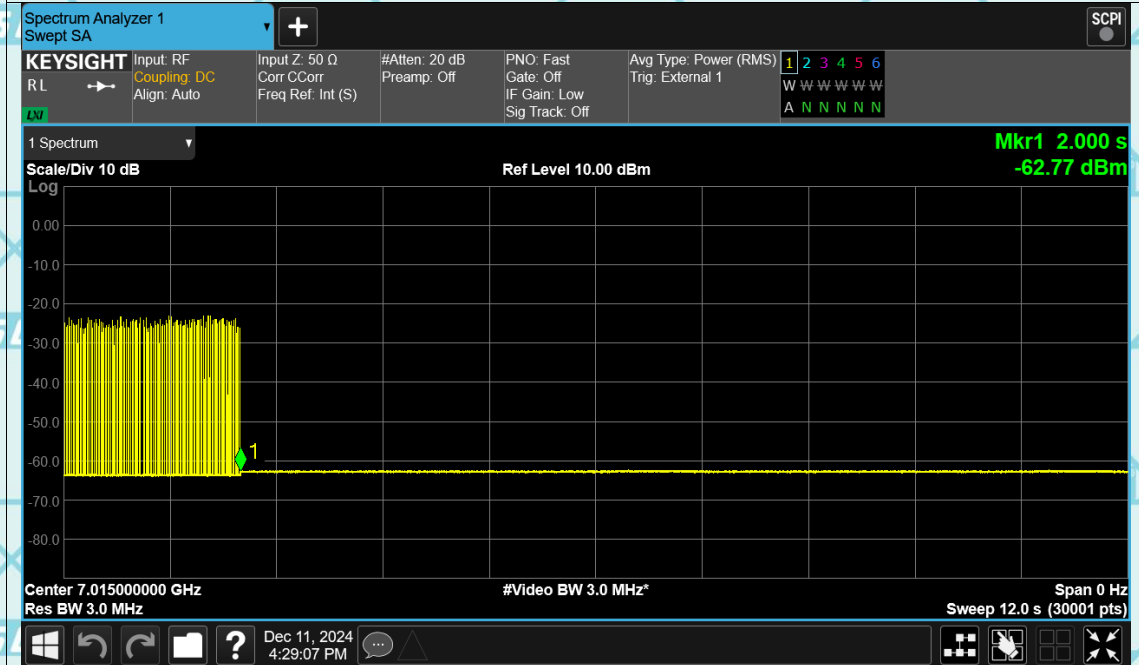 Spectrum Analyzer 1
Swept SA
+
SCPI
KEYSIGHT
R L
LXI
Input: RF
Coupling: DC
Align: Auto
Input Z: 50 Ω
Corr CCorr
Freq Ref: Int (S)
#Atten: 20 dB
Preamp: Off
PNO: Fast
Gate: Off
IF Gain: Low
Sig Track: Off
Avg Type: Power (RMS)
Trig: External 1
1 2 3 4 5 6
W W W W W W
A N N N N N
1 Spectrum
Mkr1 2.000 s
-62.77 dBm
Scale/Div 10 dB
Ref Level 10.00 dBm
Log
0.00
-10.0
-20.0
-30.0
-40.0
-50.0
-60.0
-70.0
-80.0
1
Center 7.015000000 GHz
#Video BW 3.0 MHz*
Span 0 Hz
Res BW 3.0 MHz
Sweep 12.0 s (30001 pts)
?
Dec 11, 2024
4:29:07 PM